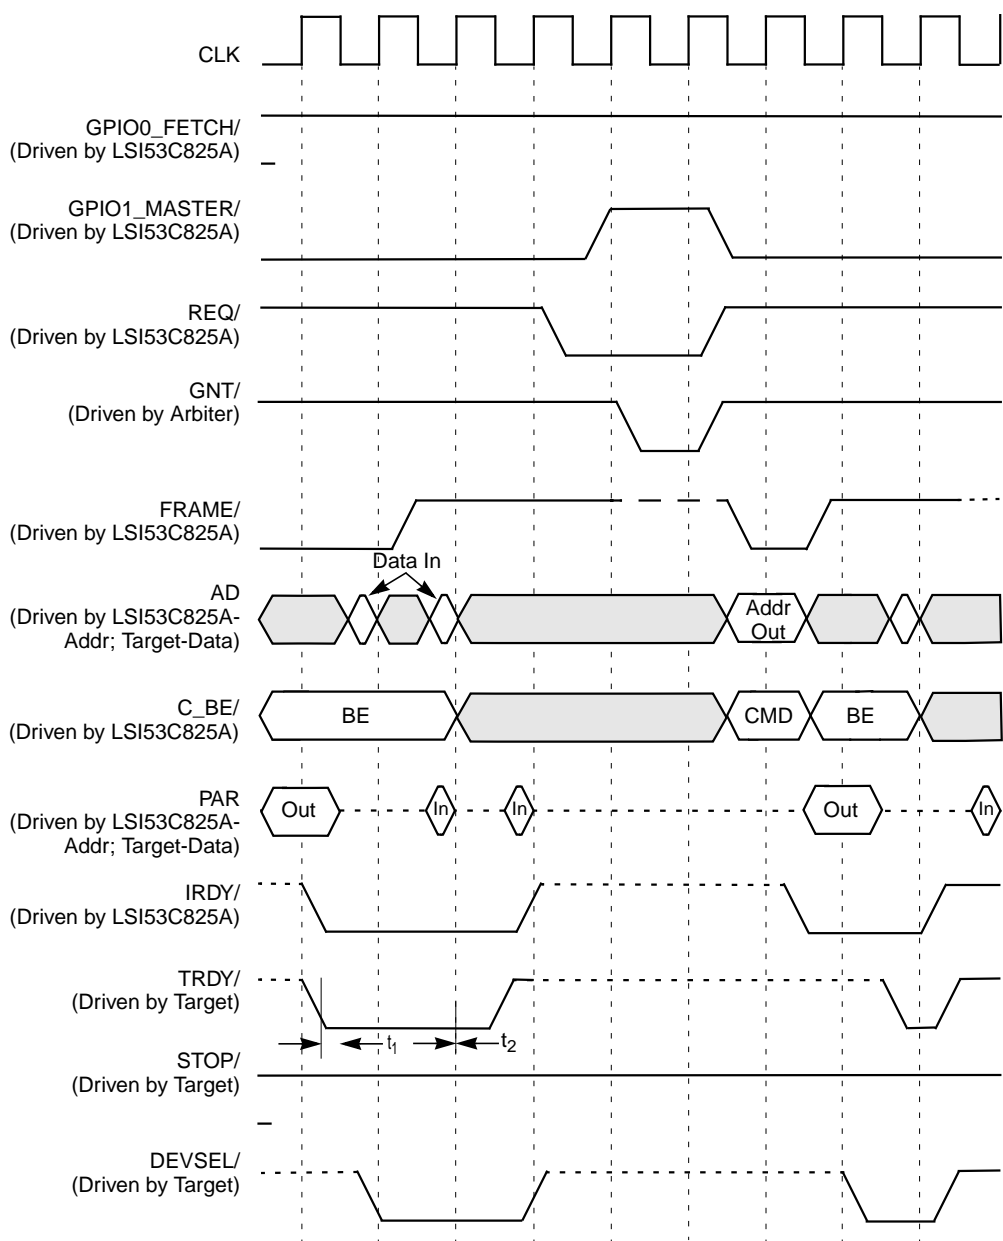 CLK
GPIO0_FETCH/
(Driven by LSI53C825A)
GPIO1_MASTER/
(Driven by LSI53C825A)
REQ/
(Driven by LSI53C825A)
GNT/
(Driven by Arbiter)
FRAME/
(Driven by LSI53C825A)
Data In
AD
(Driven by LSI53C825A-
Addr; Target-Data)
Addr
Out
C_BE/
(Driven by LSI53C825A)
BE
CMD
BE
PAR
(Driven by LSI53C825A-
Addr; Target-Data)
Out
In
In
Out
In
IRDY/
(Driven by LSI53C825A)
TRDY/
(Driven by Target)
t1
t2
STOP/
(Driven by Target)
DEVSEL/
(Driven by Target)